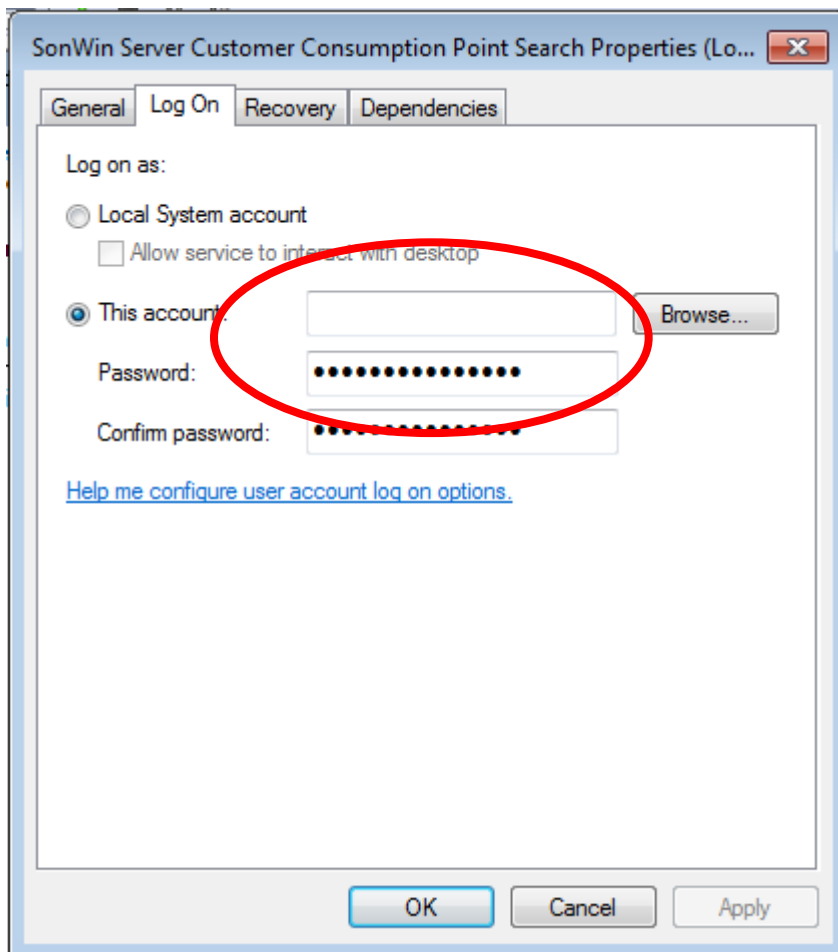 SonWin Server Customer Consumption Point Search Properties (Lo...
General Log On Recovery Dependencies
Log on as:
Local System account
Allow service to interact with desktop
This account: Browse...
Password: ●●●●●●●●●●●●●●●
Confirm password: ●●●●●●●●●●●●●●●
Help me configure user account log on options.
OK Cancel Apply